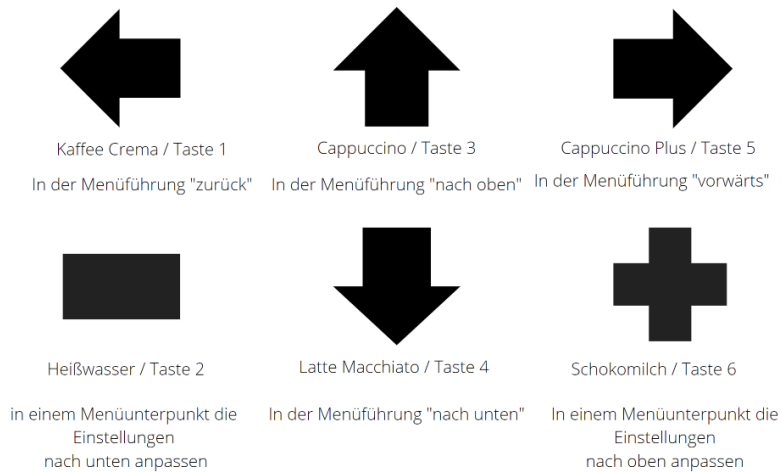 Kaffee Crema / Taste 1
In der Menüführung "zurück"
Cappuccino / Taste 3
In der Menüführung "nach oben"
Cappuccino Plus / Taste 5
In der Menüführung "vorwärts"
Heißwasser / Taste 2
in einem Menüunterpunkt die
Einstellungen
nach unten anpassen
Latte Macchiato / Taste 4
In der Menüführung "nach unten"
Schokomilch / Taste 6
In einem Menüunterpunkt die
Einstellungen
nach oben anpassen